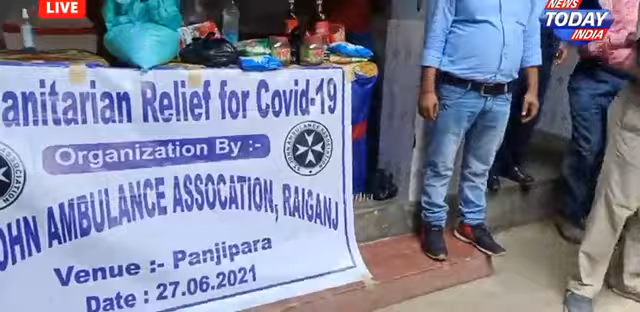 LIVE
NEWS
TODAY
INDIA
anitarian Relief for Covid-19
Organization By :-
OHN AMBULANCE ASSOCATION, RAIGANJ
Venue :- Panjipara
Date : 27.06.2021